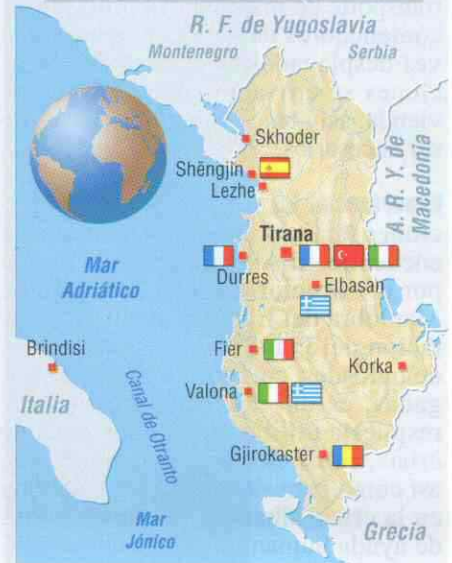 R. F. de Yugoslavia
Montenegro
Serbia
Skhoder
Shëngjin
Lezhe
A. R. Y. de
Macedonia
Tirana
Durres
Elbasan
Mar
Adriático
Brindisi
Fier
Korka
Italia
Canal de Otranto
Valona
Gjirokaster
Mar
Jónico
Grecia